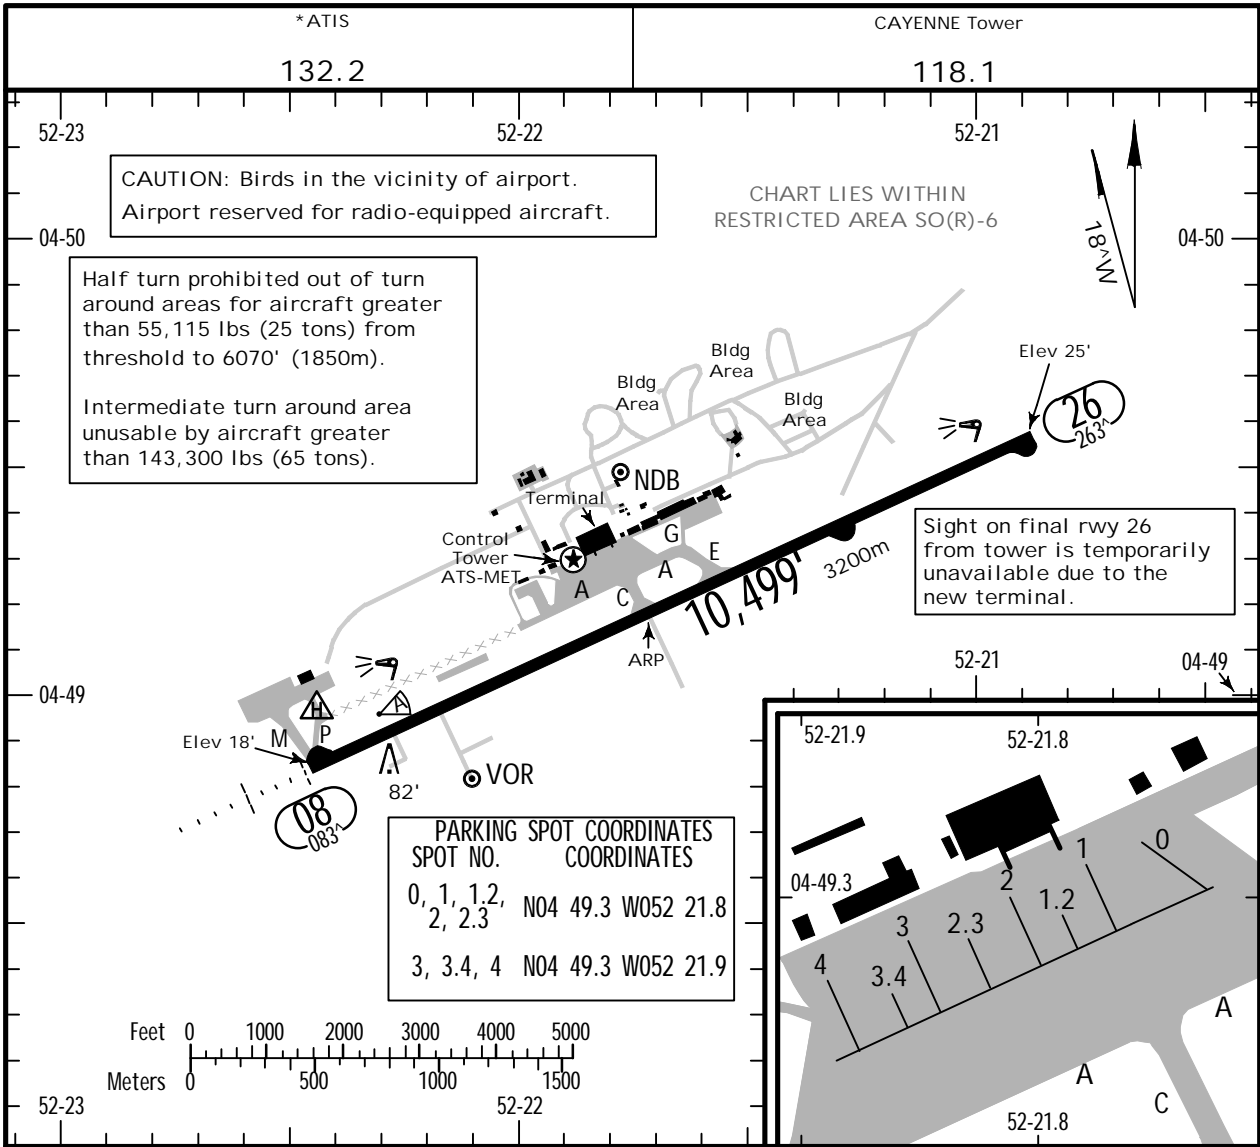 *ATIS
132.2
CAYENNE Tower
118.1
52-23
52-22
52-21
CAUTION: Birds in the vicinity of airport.
Airport reserved for radio-equipped aircraft.
CHART LIES WITHIN
RESTRICTED AREA SO(R)-6
18^W
04-50
04-50
Half turn prohibited out of turn
around areas for aircraft greater
than 55,115 lbs (25 tons) from
threshold to 6070' (1850m).
Intermediate turn around area
unusable by aircraft greater
than 143,300 lbs (65 tons).
Bldg
Area
Bldg
Area
Bldg
Area
Elev 25'
26
263^
NDB
Terminal
Control
Tower
ATS-MET
G
E
A
A
C
10,499'
3200m
ARP
Sight on final rwy 26
from tower is temporarily
unavailable due to the
new terminal.
52-21
04-49
04-49
H
A
M
P
Elev 18'
82'
VOR
08
083^
PARKING SPOT COORDINATES
SPOT NO. COORDINATES
0, 1, 1.2,
2, 2.3 N04 49.3 W052 21.8
3, 3.4, 4 N04 49.3 W052 21.9
52-21.9
52-21.8
04-49.3
0
1
2
1.2
3
2.3
4
3.4
A
A
C
52-21.8
Feet 0 1000 2000 3000 4000 5000
Meters 0 500 1000 1500
52-23
52-22